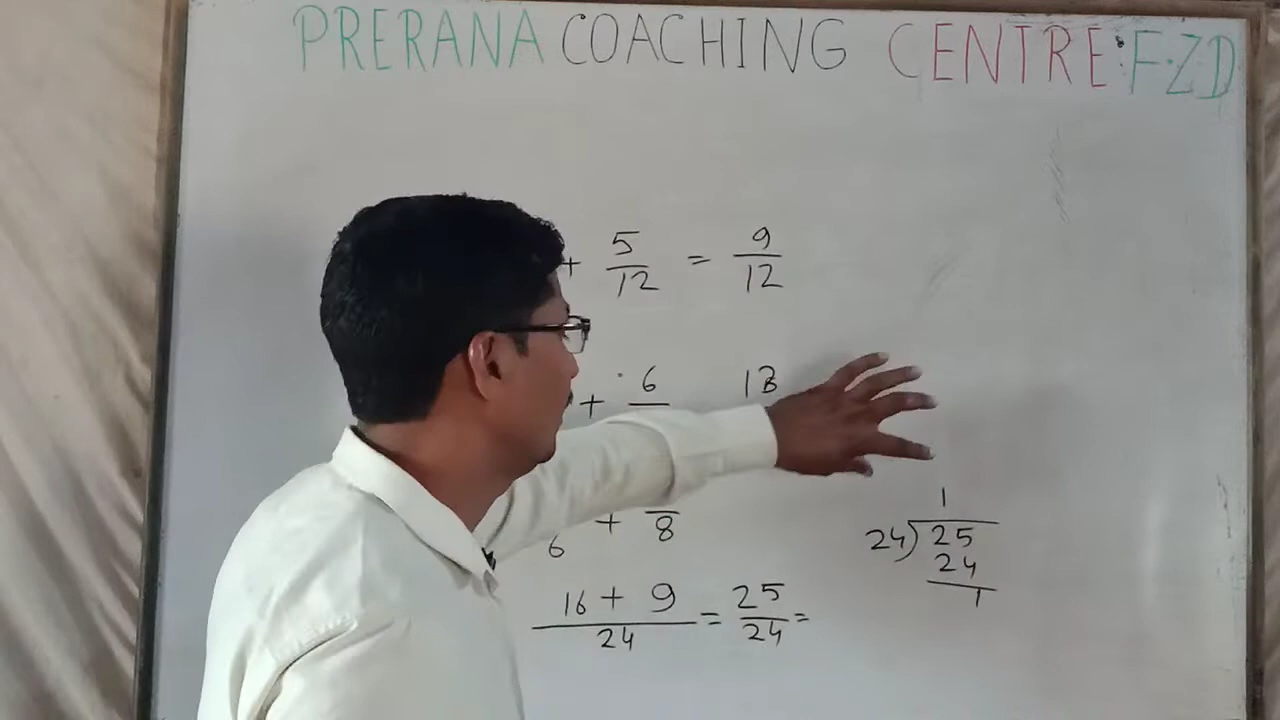 PRERANA COACHING CENTRE:F.ZD
+ 5/12 = 9/12
+ 6 13
6 + 8
16 + 9 / 24 = 25/24 =
1
24)25
24
1